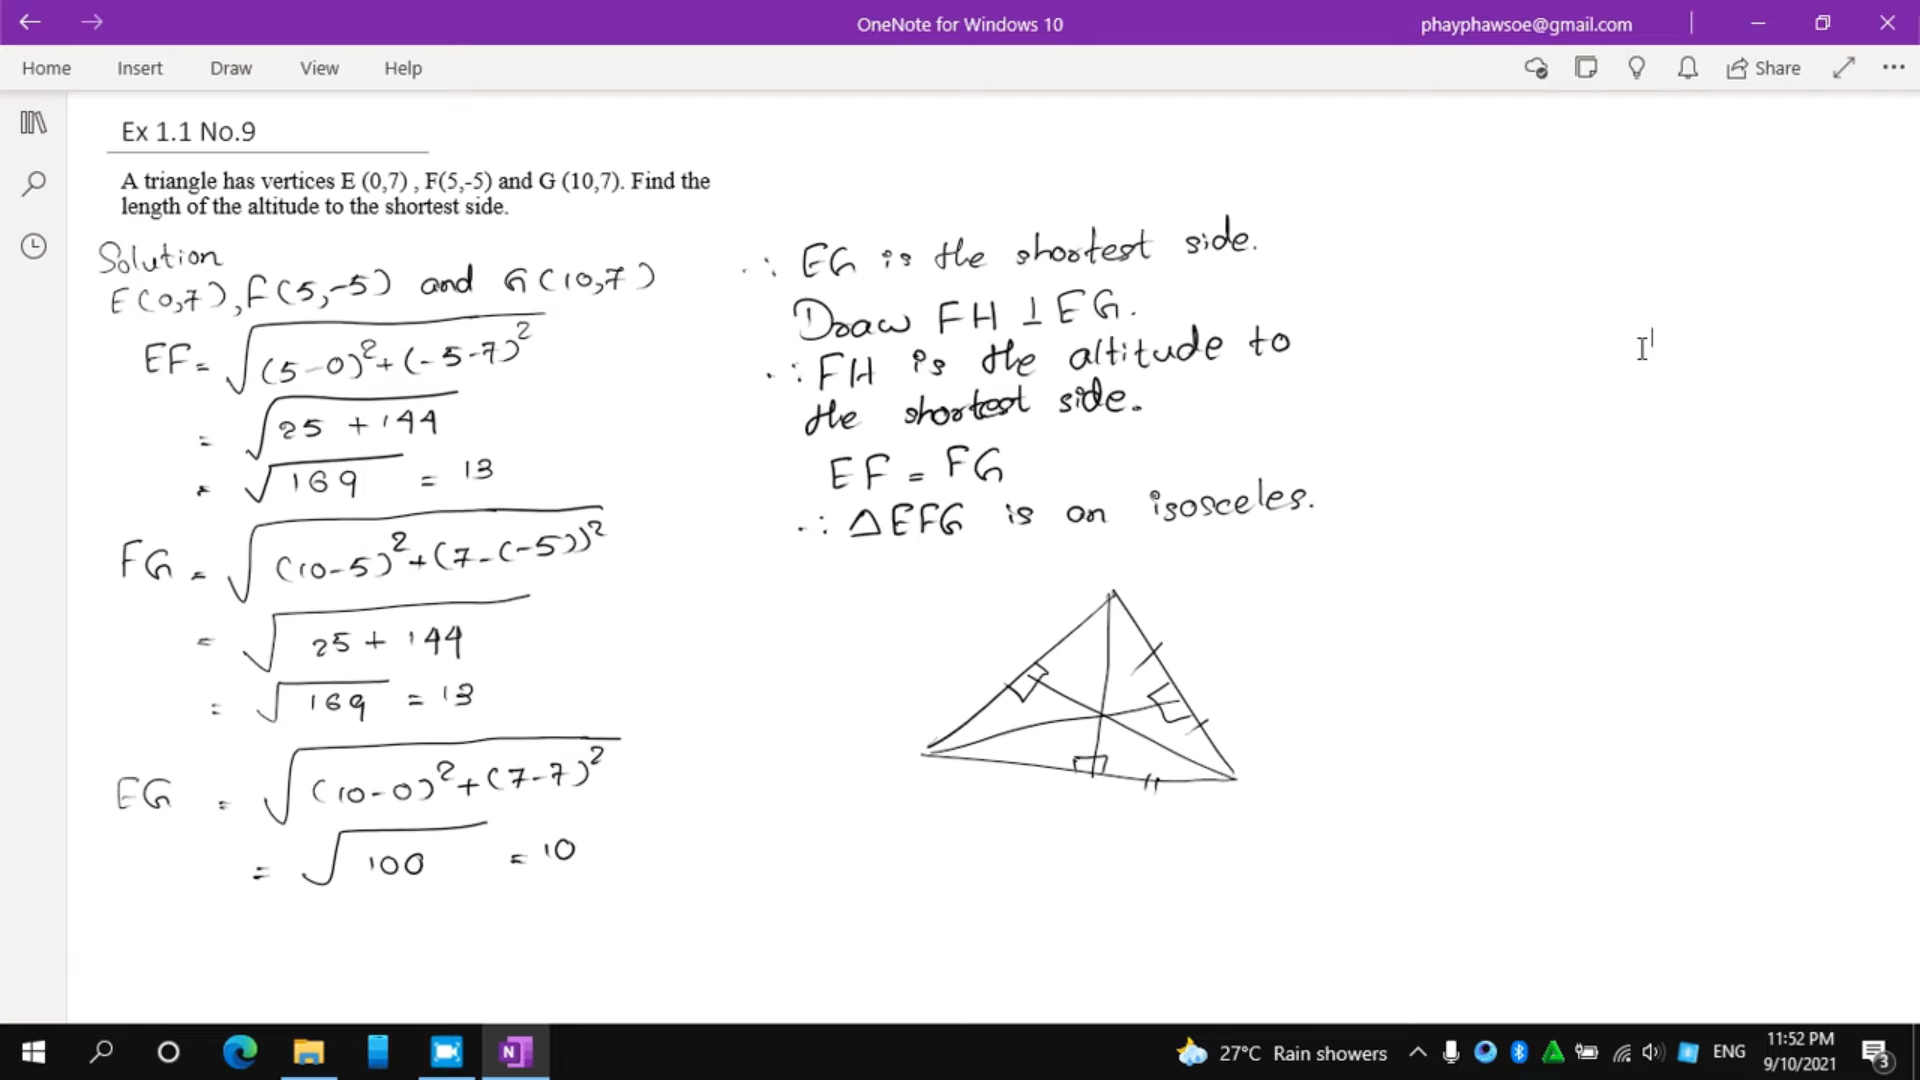 OneNote for Windows 10
phayphawsoe@gmail.com
Home Insert Draw View Help
Share
Ex 1.1 No.9
A triangle has vertices E (0,7) , F(5,-5) and G (10,7). Find the
length of the altitude to the shortest side.
Solution
E(0,7), F(5,-5) and G(10,7)
EF = √(5-0)²+(-5-7)²
= √25 + 144
= √169 = 13
FG = √(10-5)²+(7-(-5))²
= √25 + 144
= √169 = 13
EG = √(10-0)²+(7-7)²
= √100 = 10
∴ EG is the shortest side.
Draw FH ⊥ EG.
∴ FH is the altitude to
the shortest side.
EF = FG
∴ △EFG is an isosceles.
27°C Rain showers
ENG
11:52 PM
9/10/2021
3